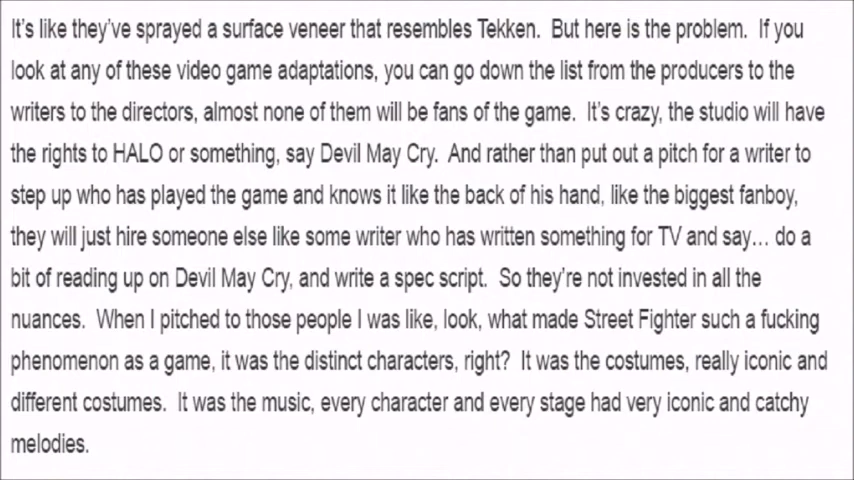 It's like they've sprayed a surface veneer that resembles Tekken.  But here is the problem.  If you
look at any of these video game adaptations, you can go down the list from the producers to the
writers to the directors, almost none of them will be fans of the game.  It's crazy, the studio will have
the rights to HALO or something, say Devil May Cry.  And rather than put out a pitch for a writer to
step up who has played the game and knows it like the back of his hand, like the biggest fanboy,
they will just hire someone else like some writer who has written something for TV and say… do a
bit of reading up on Devil May Cry, and write a spec script.  So they're not invested in all the
nuances.  When I pitched to those people I was like, look, what made Street Fighter such a fucking
phenomenon as a game, it was the distinct characters, right?  It was the costumes, really iconic and
different costumes.  It was the music, every character and every stage had very iconic and catchy
melodies.